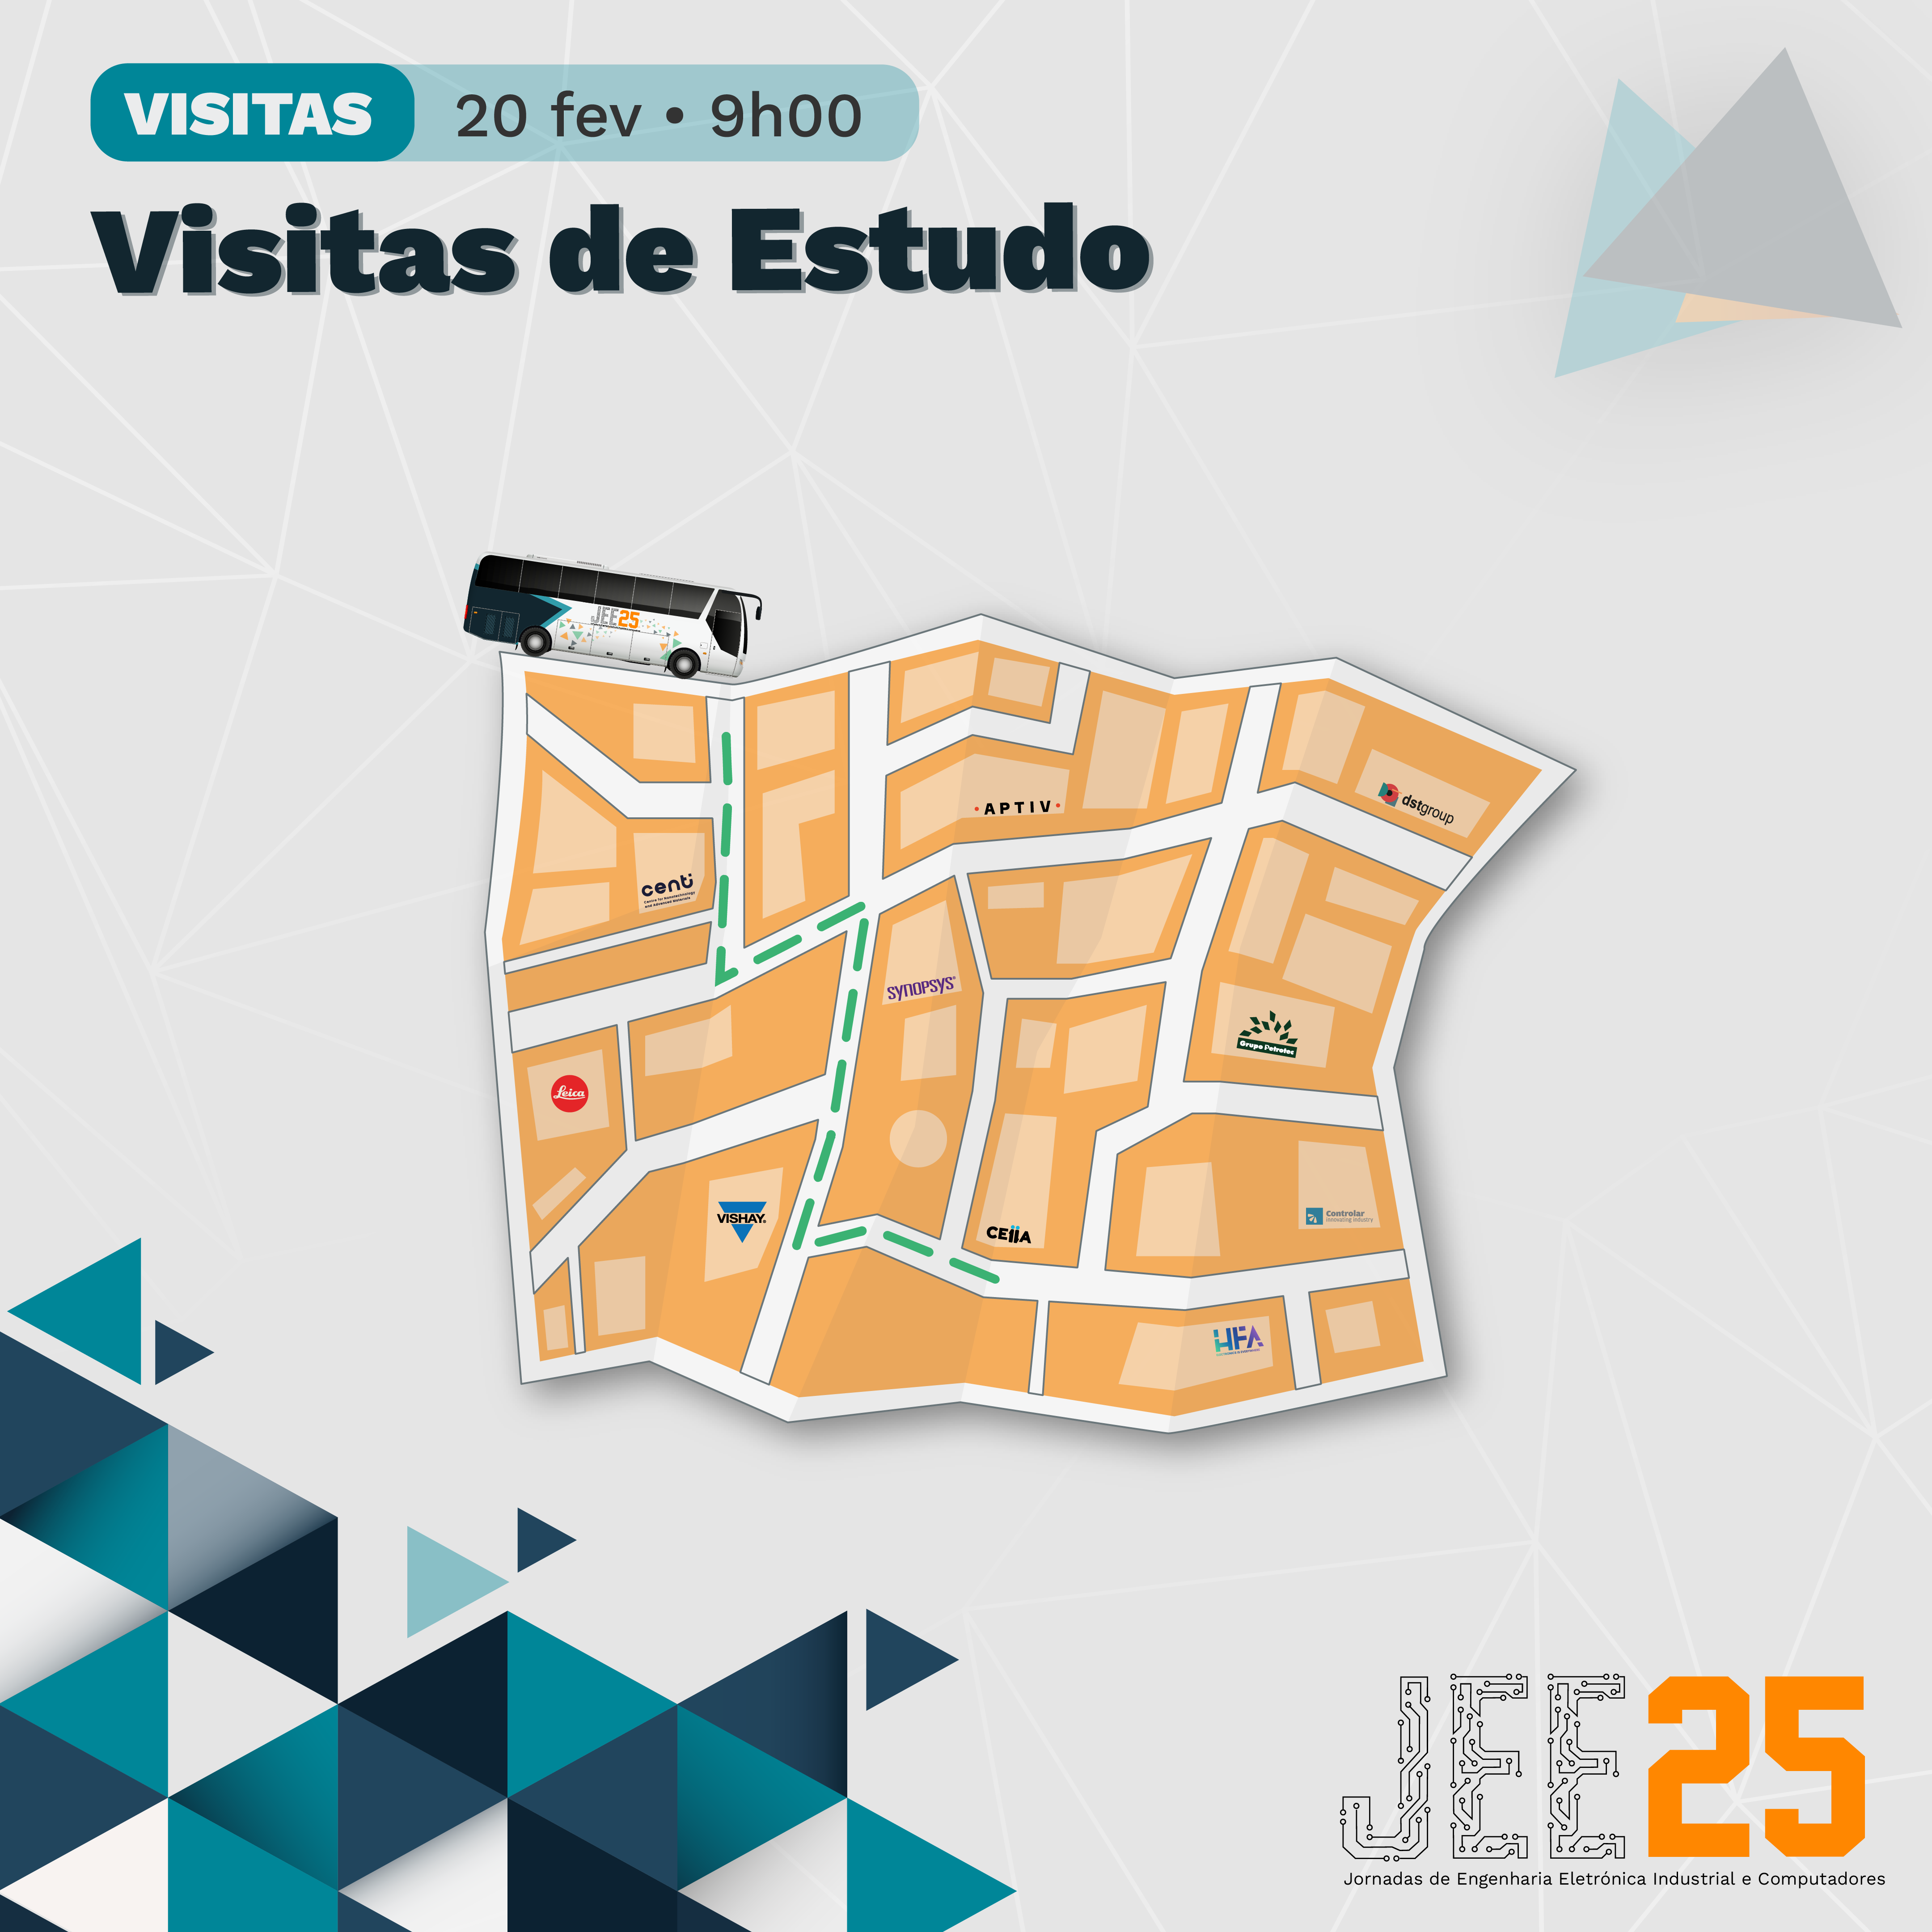 VISITAS 20 fev • 9h00
Visitas de Estudo
JEE25
APTIV
dstgroup
centi
Centre for Nanotechnology
and Advanced Materials
SYNOPSYS®
Grupo Petrotec
Leica
VISHAY®
CEiiA
Controlar
innovating industry
HFA
JEE25
Jornadas de Engenharia Eletrónica Industrial e Computadores